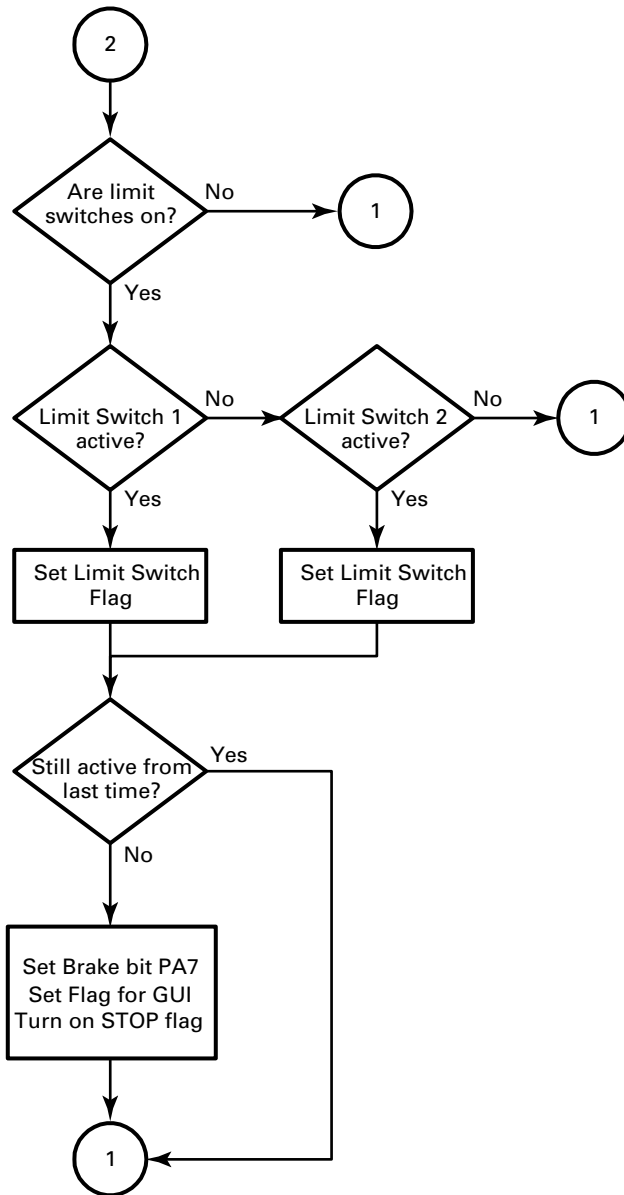 2
Are limit
switches on?
No
1
Yes
Limit Switch 1
active?
No
Limit Switch 2
active?
No
1
Yes
Yes
Set Limit Switch
Flag
Set Limit Switch
Flag
Still active from
last time?
Yes
No
Set Brake bit PA7
Set Flag for GUI
Turn on STOP flag
1